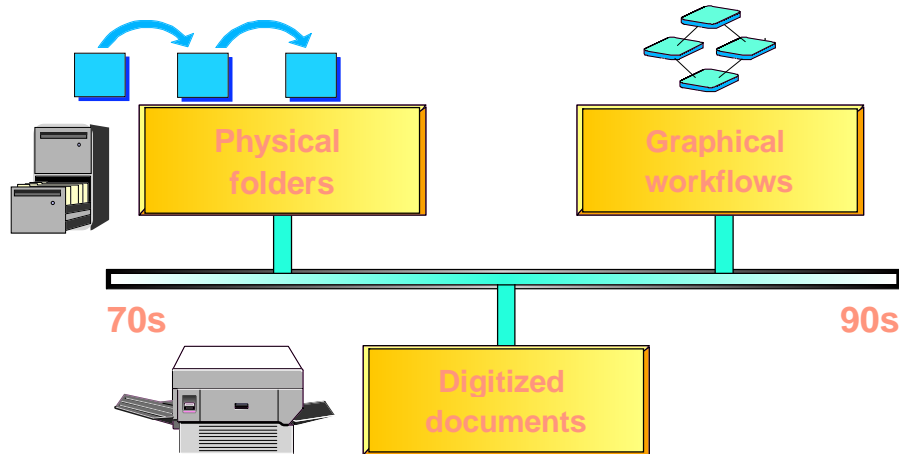 Physical
folders
Graphical
workflows
70s
90s
Digitized
documents